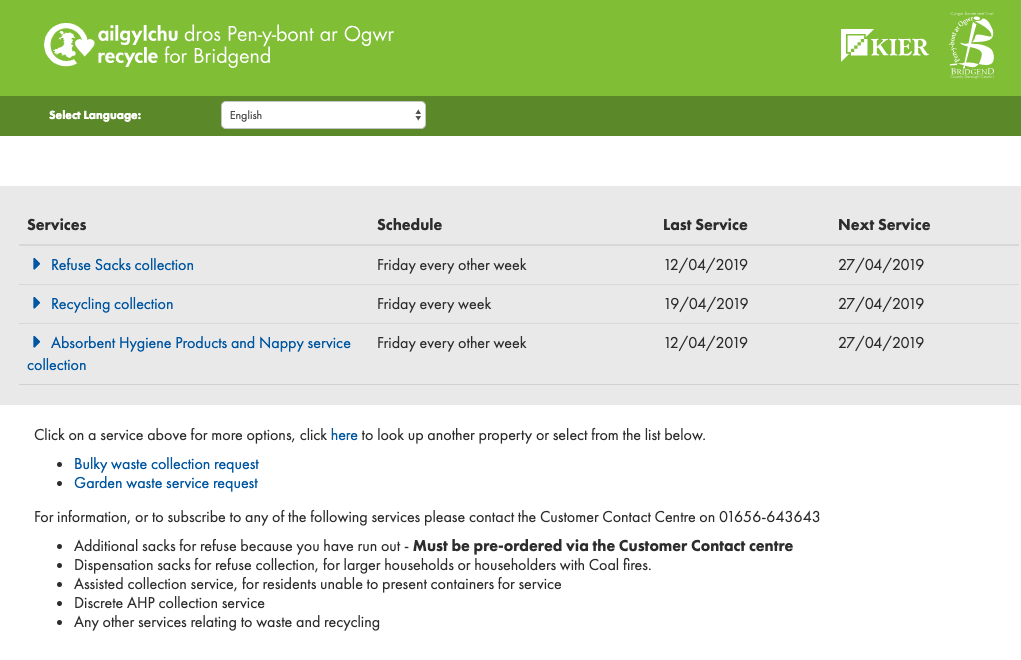 ailgylchu dros Pen-y-bont ar Ogwr
recycle for Bridgend
KIER
Pen-y-bont ar Ogwr
BRIDGEND
County Borough Council
Select Language:
English
Services Schedule Last Service Next Service
Refuse Sacks collection Friday every other week 12/04/2019 27/04/2019
Recycling collection Friday every week 19/04/2019 27/04/2019
Absorbent Hygiene Products and Nappy service Friday every other week 12/04/2019 27/04/2019
collection
Click on a service above for more options, click here to look up another property or select from the list below.
• Bulky waste collection request
• Garden waste service request
For information, or to subscribe to any of the following services please contact the Customer Contact Centre on 01656-643643
• Additional sacks for refuse because you have run out - Must be pre-ordered via the Customer Contact centre
• Dispensation sacks for refuse collection, for larger households or householders with Coal fires.
• Assisted collection service, for residents unable to present containers for service
• Discrete AHP collection service
• Any other services relating to waste and recycling